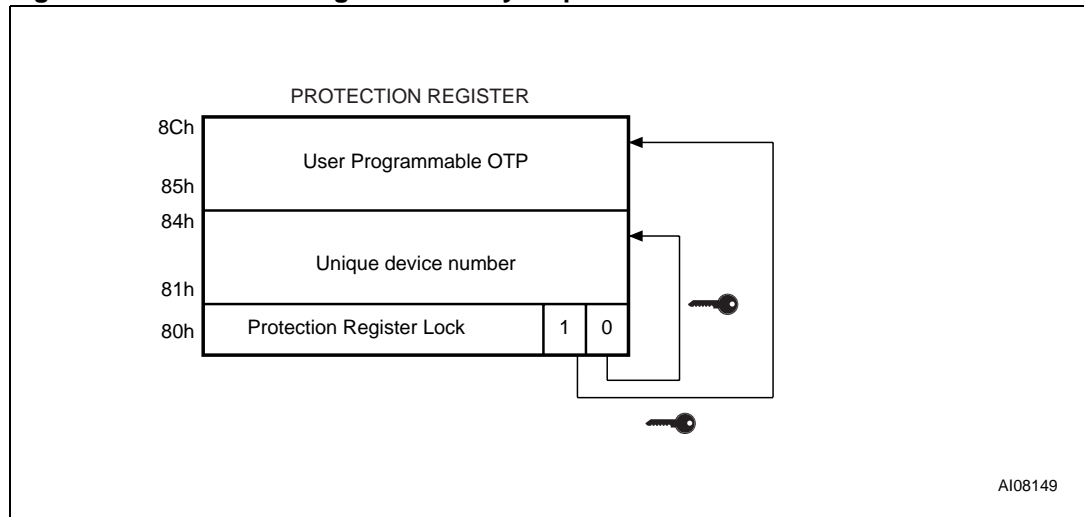 PROTECTION REGISTER
8Ch
User Programmable OTP
85h
84h
Unique device number
81h
80h
Protection Register Lock
1
0
AI08149